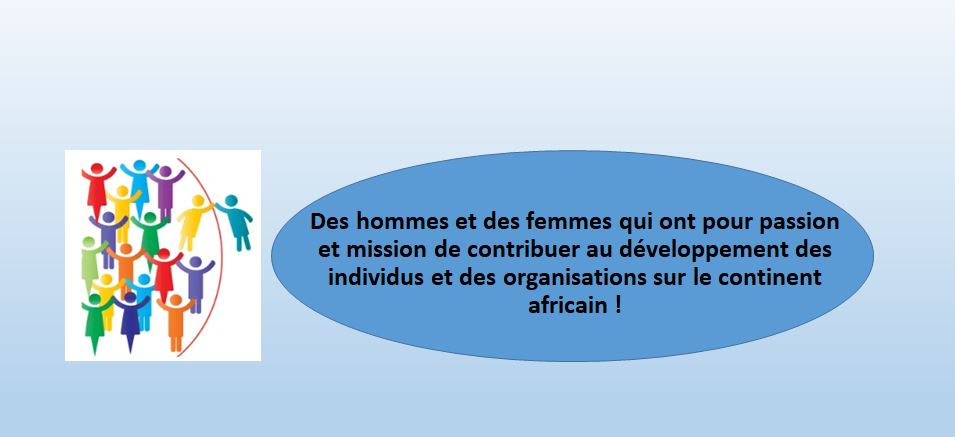 Des hommes et des femmes qui ont pour passion
et mission de contribuer au développement des
individus et des organisations sur le continent
africain !